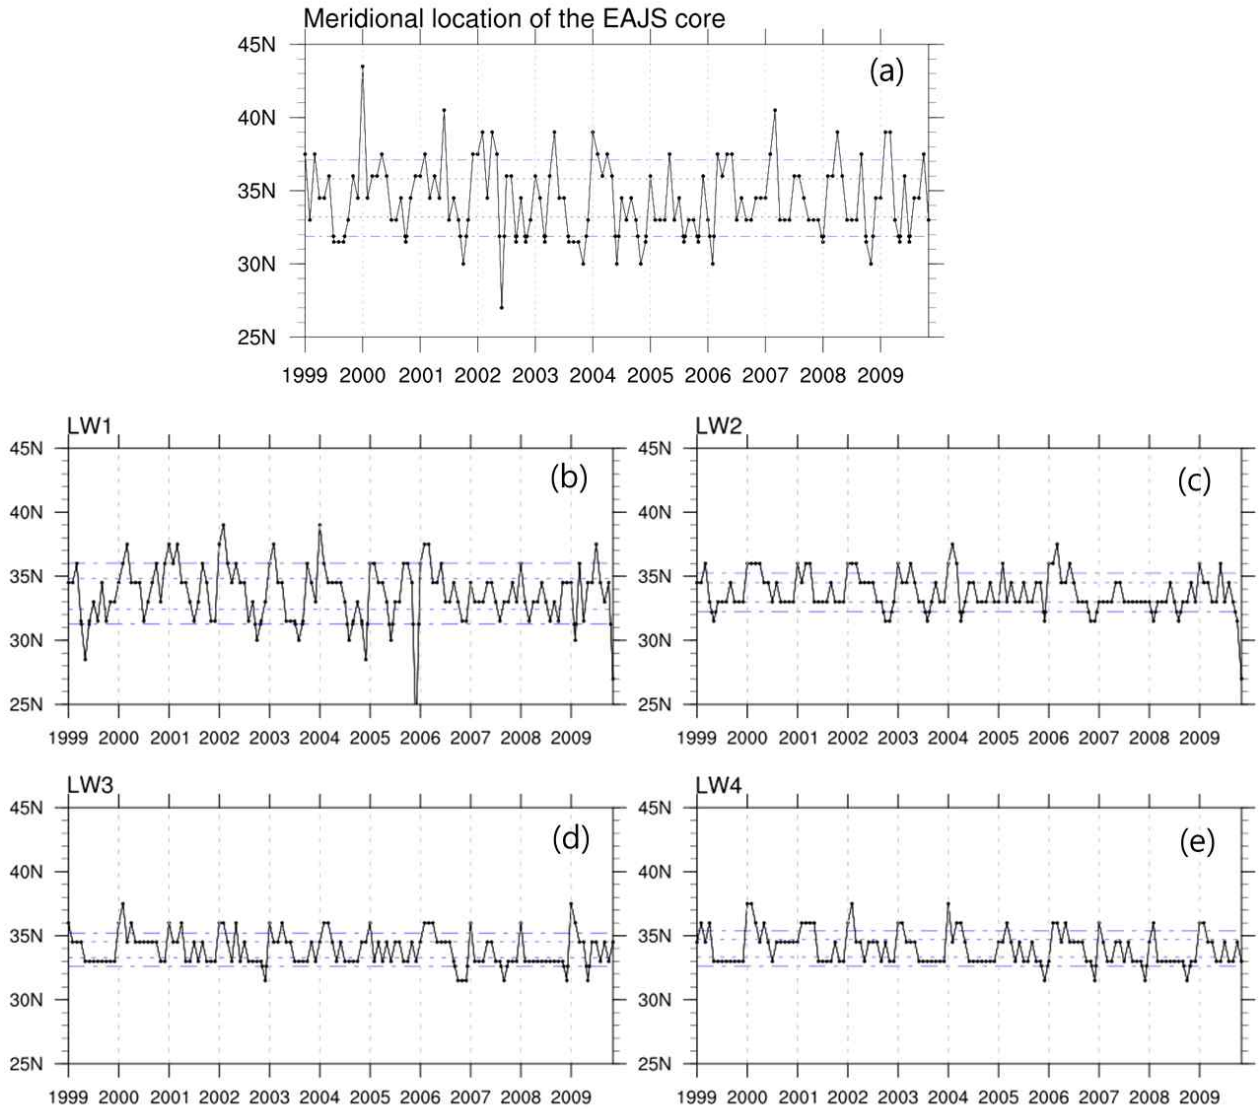 Meridional location of the EAJS core
45N
(a)
40N
35N
30N
25N
1999 2000 2001 2002 2003 2004 2005 2006 2007 2008 2009
LW1
45N
(b)
40N
35N
30N
25N
1999 2000 2001 2002 2003 2004 2005 2006 2007 2008 2009
LW2
45N
(c)
40N
35N
30N
25N
1999 2000 2001 2002 2003 2004 2005 2006 2007 2008 2009
LW3
45N
(d)
40N
35N
30N
25N
1999 2000 2001 2002 2003 2004 2005 2006 2007 2008 2009
LW4
45N
(e)
40N
35N
30N
25N
1999 2000 2001 2002 2003 2004 2005 2006 2007 2008 2009